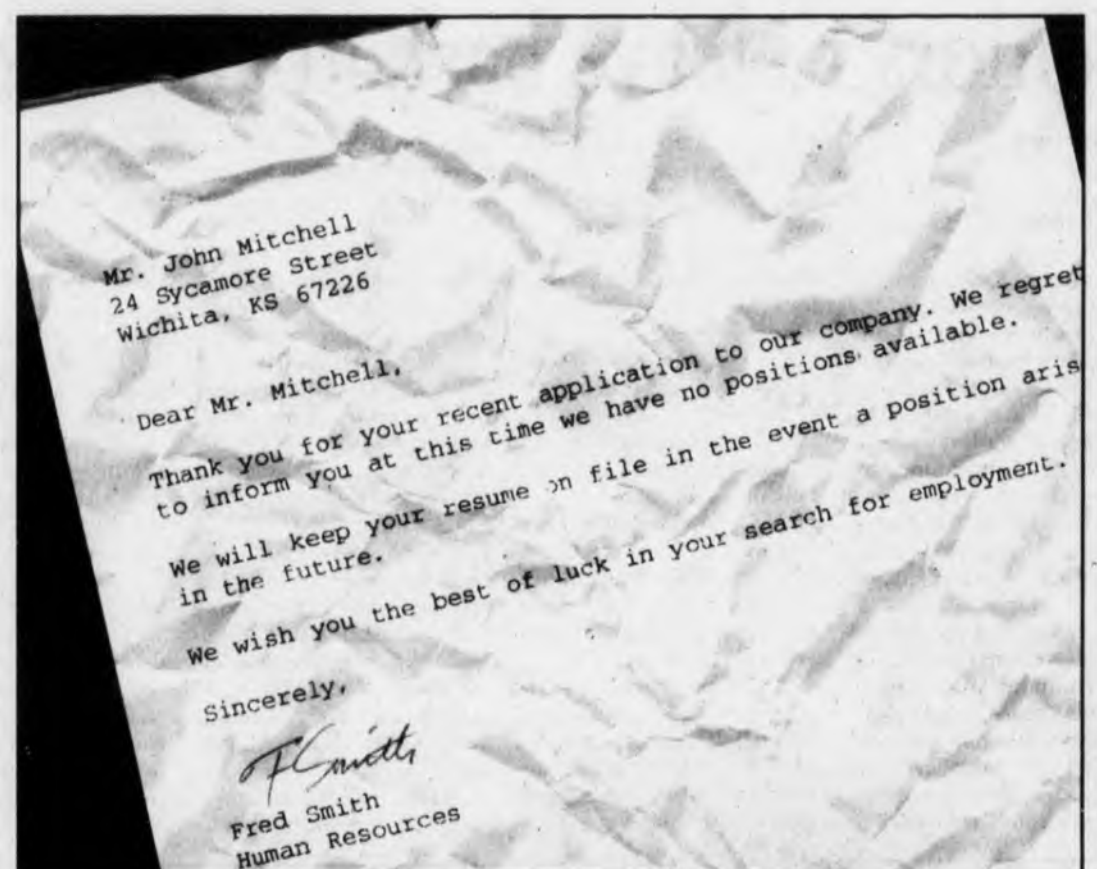 Mr. John Mitchell
24 Sycamore Street
Wichita, KS 67226
Dear Mr. Mitchell,
Thank you for your recent application to our company. We regret
to inform you at this time we have no positions available.
We will keep your resume on file in the event a position aris
in the future.
We wish you the best of luck in your search for employment.
Sincerely,
F Smith
Fred Smith
Human Resources